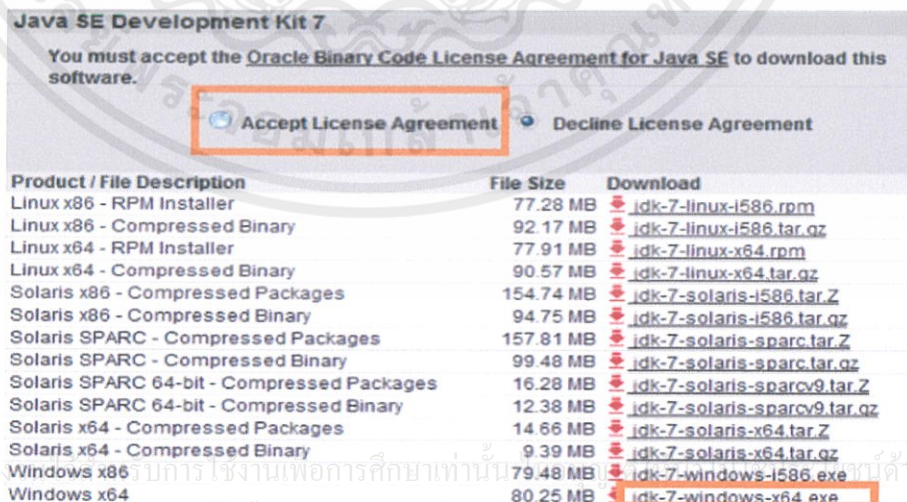 Java SE Development Kit 7
You must accept the Oracle Binary Code License Agreement for Java SE to download this
software.
Accept License Agreement Decline License Agreement
Product / File Description File Size Download
Linux x86 - RPM Installer 77.28 MB jdk-7-linux-i586.rpm
Linux x86 - Compressed Binary 92.17 MB jdk-7-linux-i586.tar.gz
Linux x64 - RPM Installer 77.91 MB jdk-7-linux-x64.rpm
Linux x64 - Compressed Binary 90.57 MB jdk-7-linux-x64.tar.gz
Solaris x86 - Compressed Packages 154.74 MB jdk-7-solaris-i586.tar.Z
Solaris x86 - Compressed Binary 94.75 MB jdk-7-solaris-i586.tar.gz
Solaris SPARC - Compressed Packages 157.81 MB jdk-7-solaris-sparc.tar.Z
Solaris SPARC - Compressed Binary 99.48 MB jdk-7-solaris-sparc.tar.gz
Solaris SPARC 64-bit - Compressed Packages 16.28 MB jdk-7-solaris-sparcv9.tar.Z
Solaris SPARC 64-bit - Compressed Binary 12.38 MB jdk-7-solaris-sparcv9.tar.gz
Solaris x64 - Compressed Packages 14.66 MB jdk-7-solaris-x64.tar.Z
Solaris x64 - Compressed Binary 9.39 MB jdk-7-solaris-x64.tar.gz
Windows x86 79.48 MB jdk-7-windows-i586.exe
Windows x64 80.25 MB jdk-7-windows-x64.exe